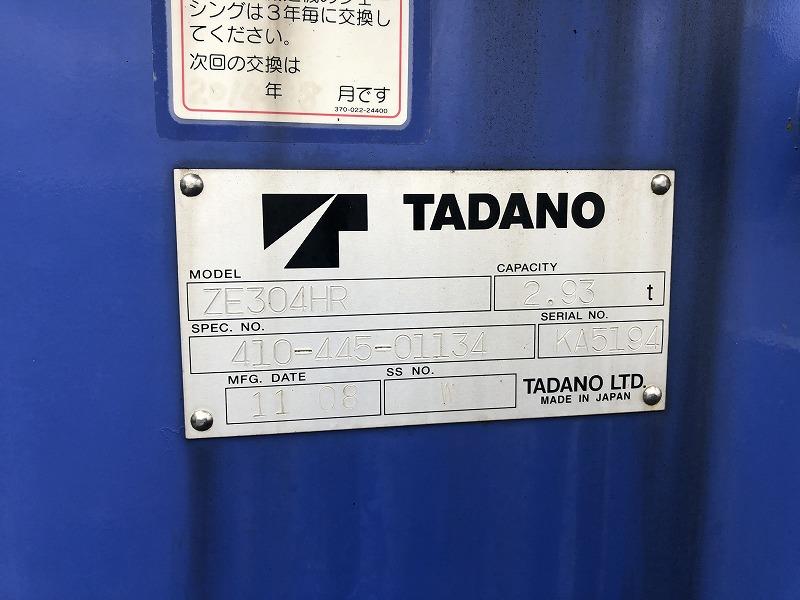 シングは３年毎に交換し
てください。
次回の交換は
年 月です
370-022-24400
TADANO
MODEL CAPACITY
ZE304HR 2.93 t
SPEC. NO. SERIAL NO.
410-445-01134 KA5194
MFG. DATE SS NO.
11 08 W
TADANO LTD.
MADE IN JAPAN